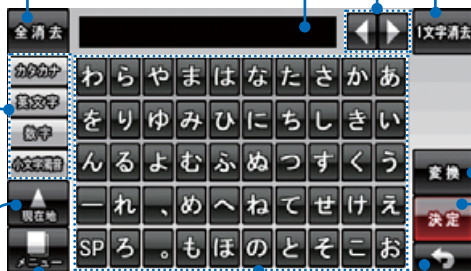 全消去
1文字消去
カタカナ わ ら や ま は な た さ か あ
英文字 を り ゆ み ひ に ち し き い
数字
小文字濁音 ん る よ む ふ ぬ つ す く う
変換
現在地 ー れ 、 め へ ね て せ け え
決定
メニュー SP ろ 。 も ほ の と そ こ お